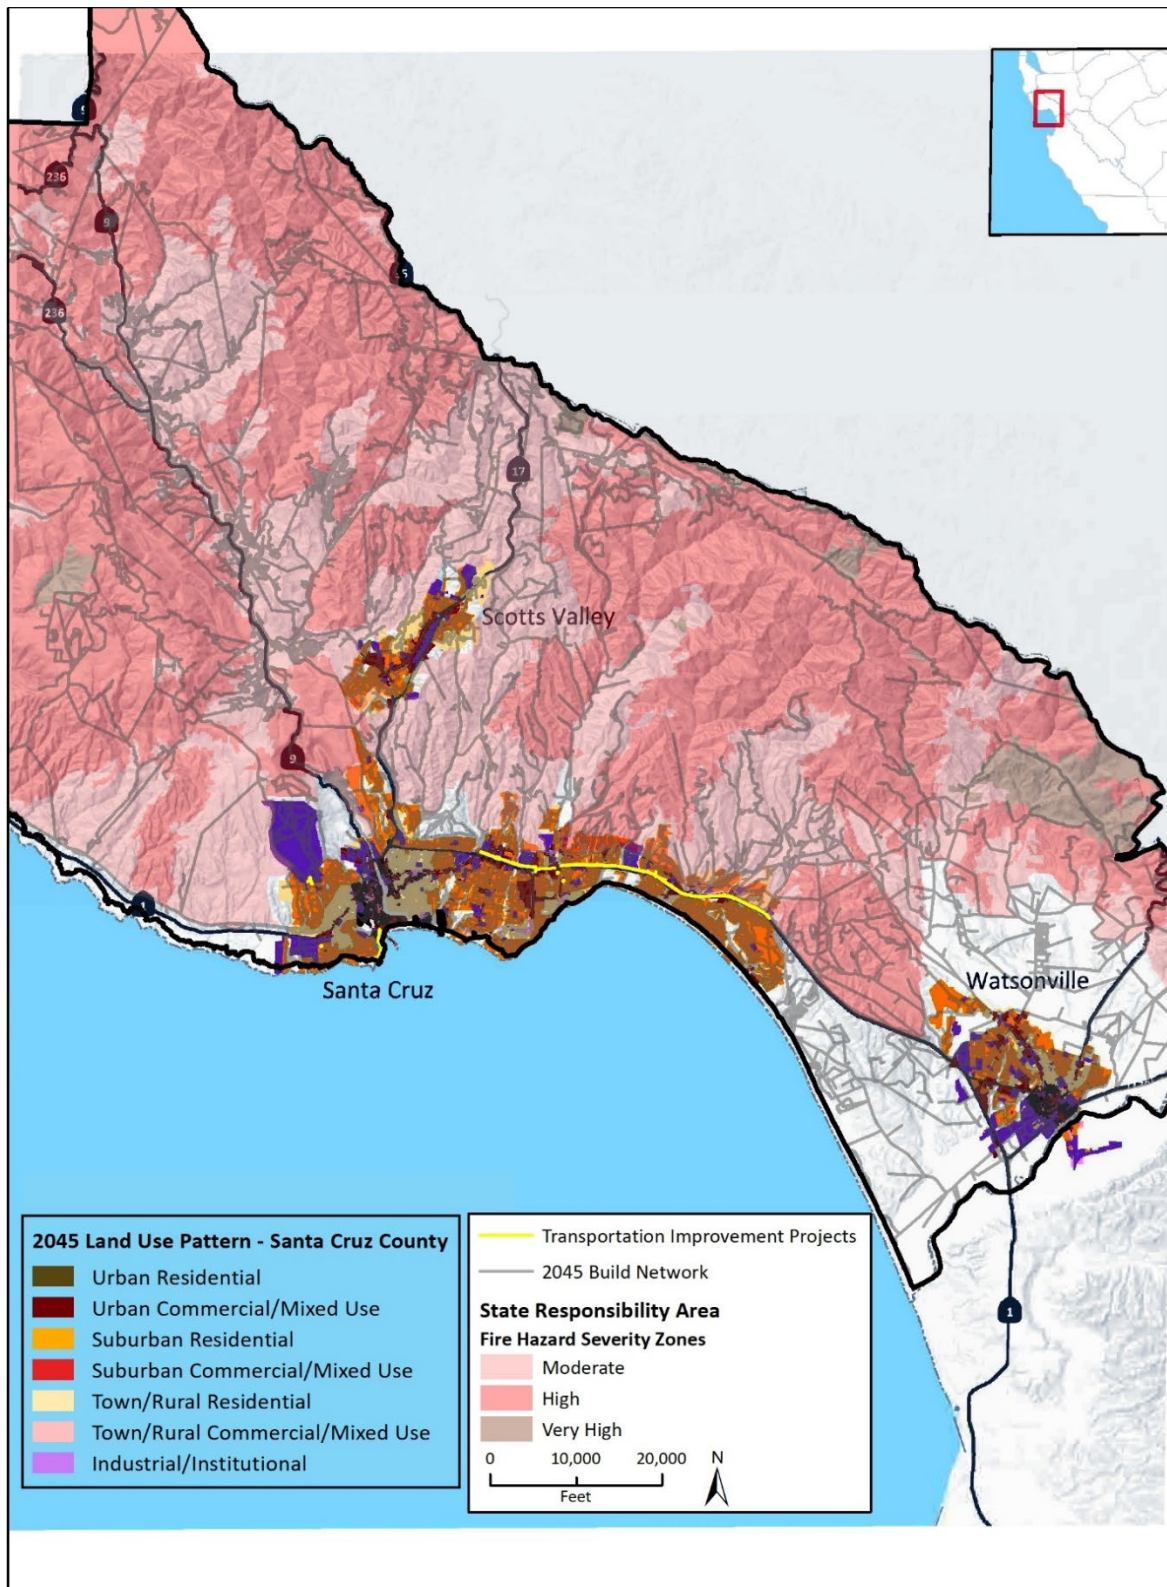 9
236
9
35
236
17
Scotts Valley
9
1
Santa Cruz
Watsonville
1
2045 Land Use Pattern - Santa Cruz County
Urban Residential
Urban Commercial/Mixed Use
Suburban Residential
Suburban Commercial/Mixed Use
Town/Rural Residential
Town/Rural Commercial/Mixed Use
Industrial/Institutional
Transportation Improvement Projects
2045 Build Network
State Responsibility Area
Fire Hazard Severity Zones
Moderate
High
Very High
0 10,000 20,000
Feet
N